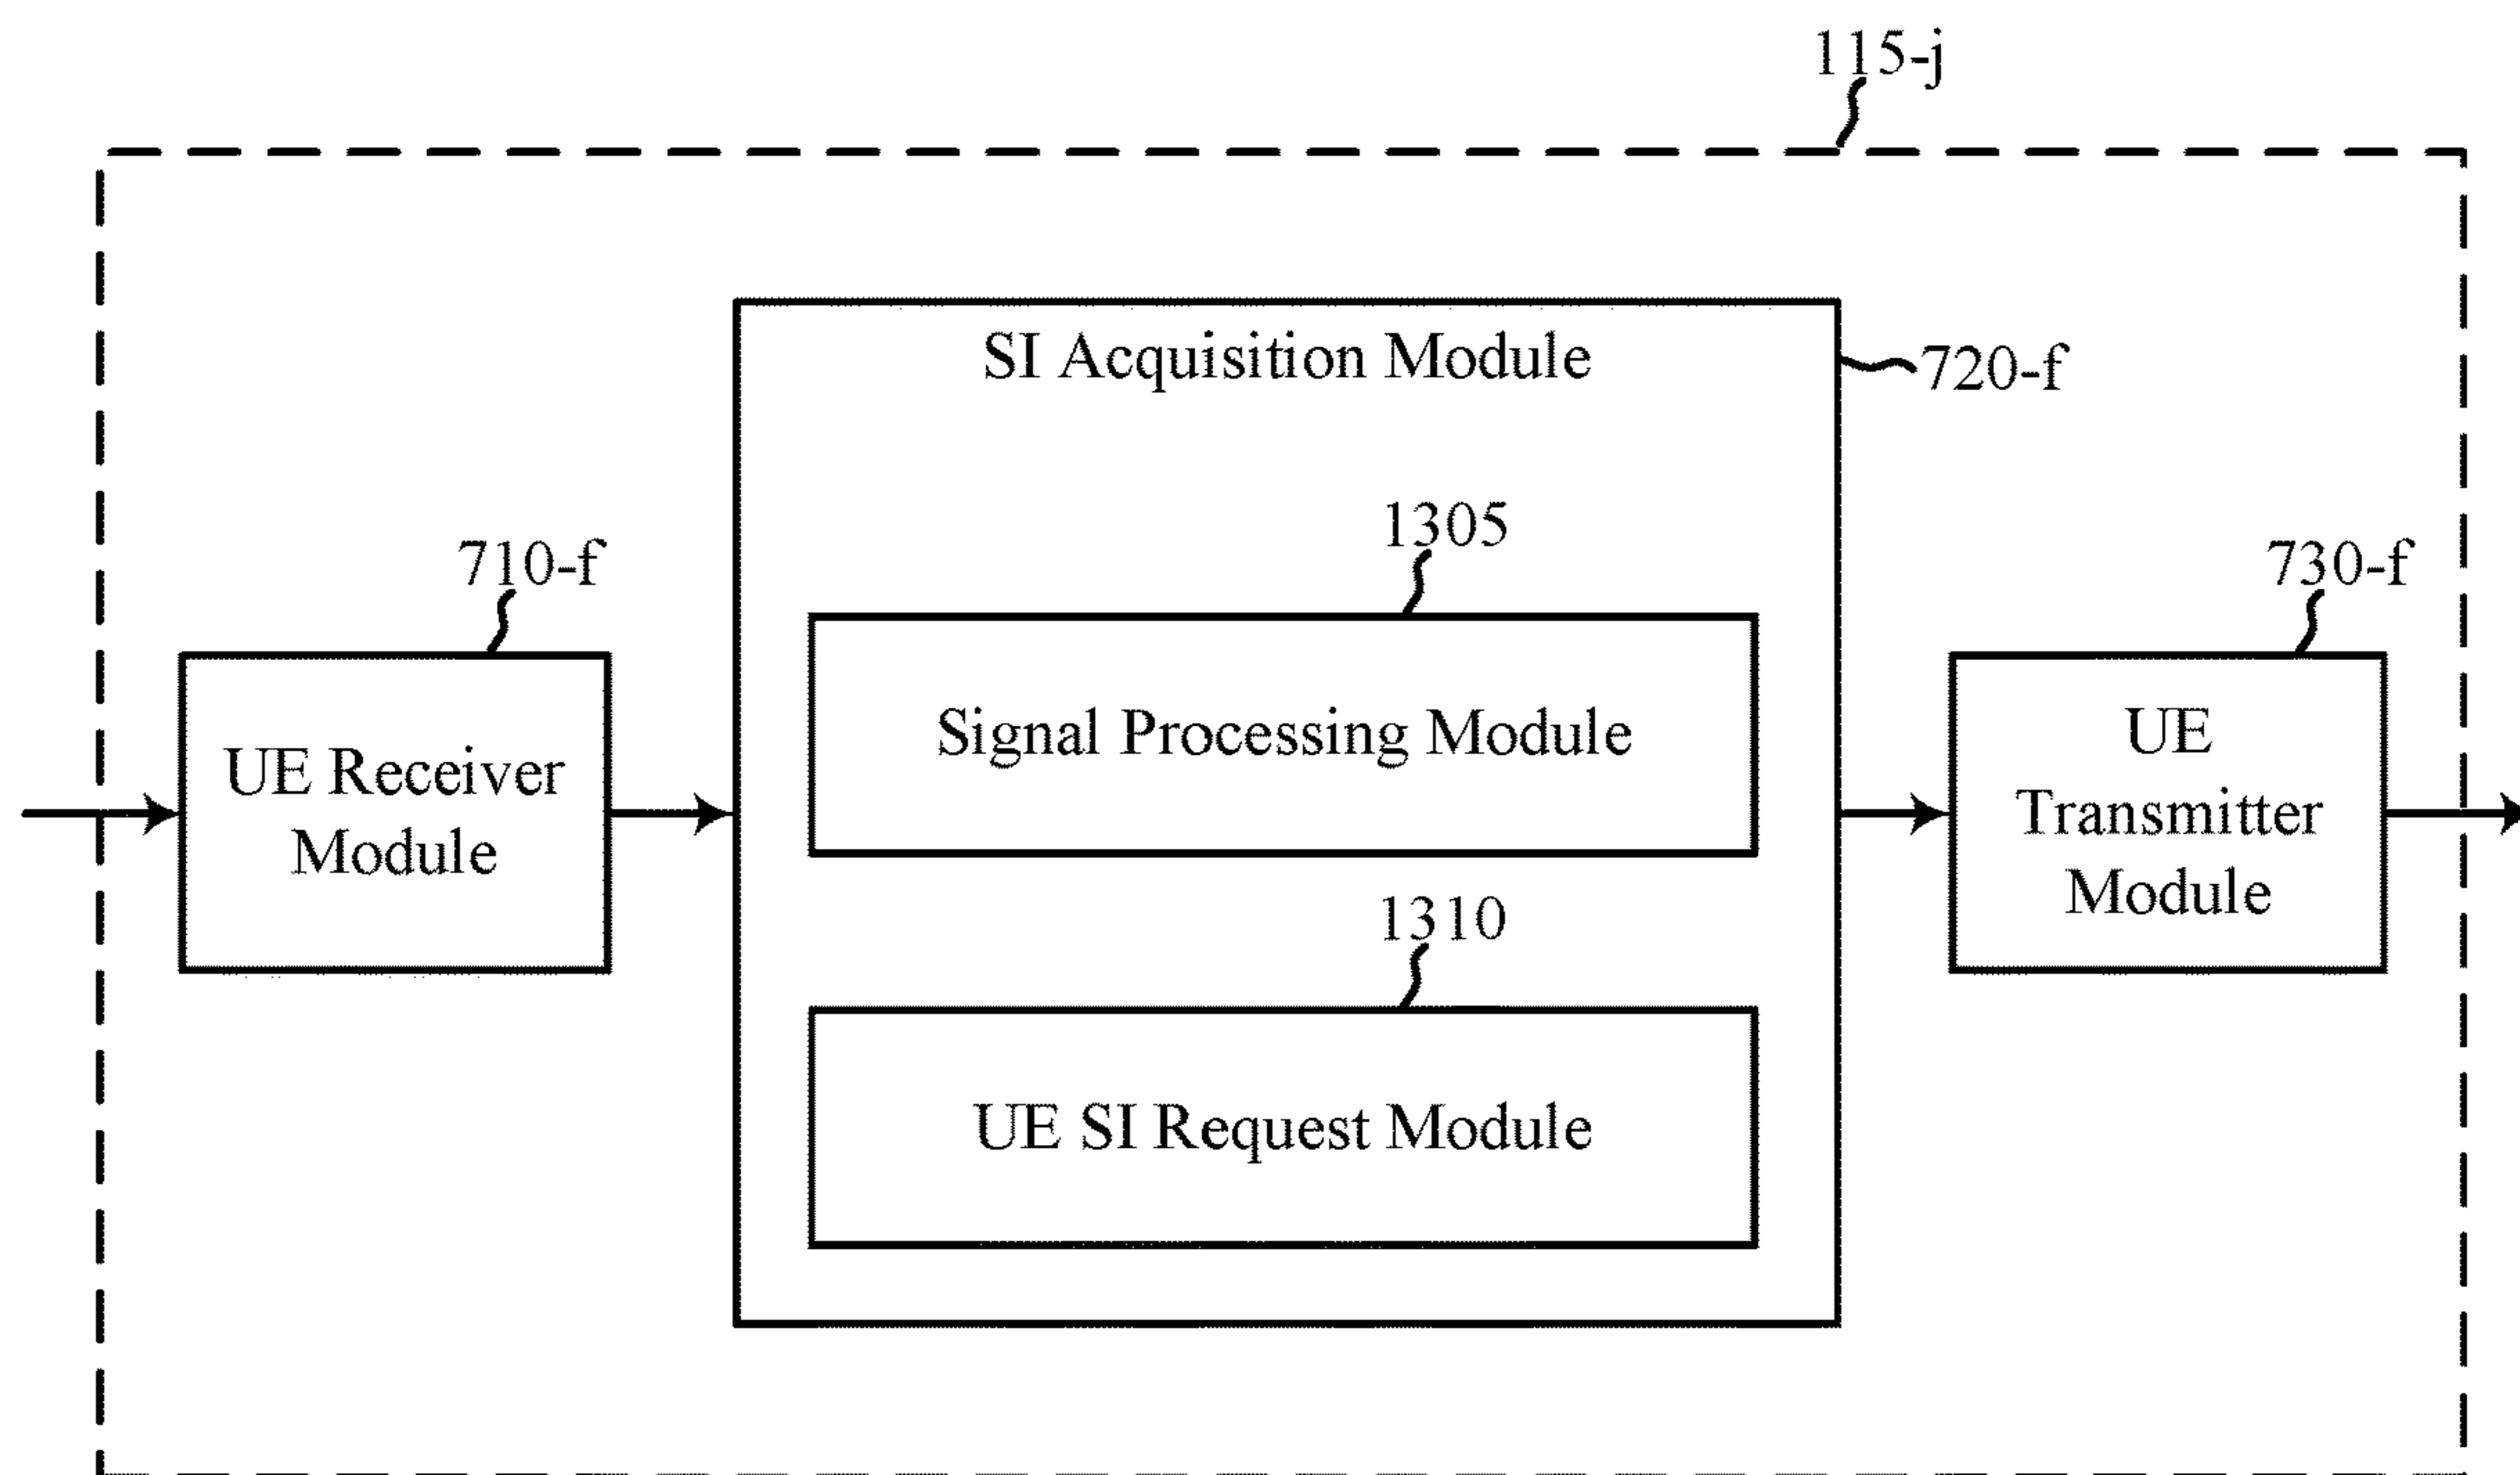 115-j
SI Acquisition Module
720-f
1305
710-f
730-f
Signal Processing Module
UE Receiver
Module
UE
Transmitter
Module
1310
UE SI Request Module